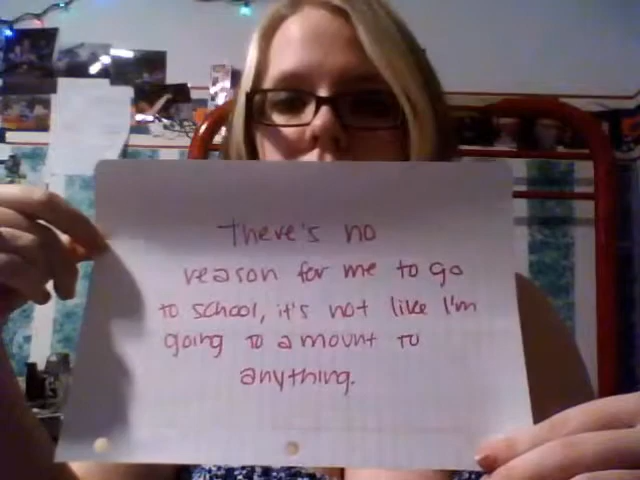 There's no
reason for me to go
to school, it's not like I'm
going to amount to
anything.